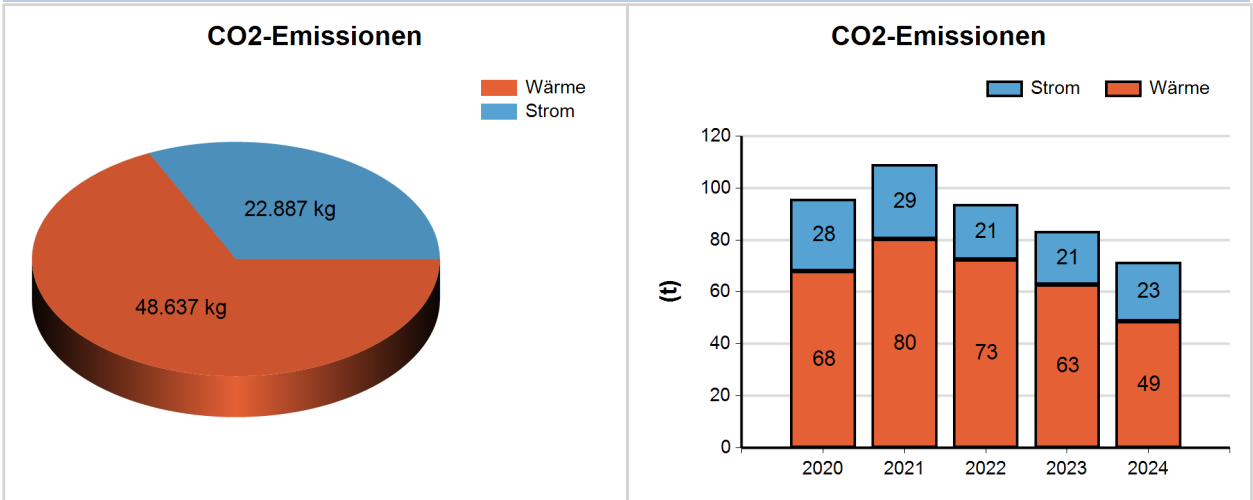 CO2-Emissionen
Wärme
Strom
22.887 kg
48.637 kg
CO2-Emissionen
Strom Wärme
120
100
80
60
40
20
0
(t)
28 29 21 21 23
68 80 73 63 49
2020 2021 2022 2023 2024